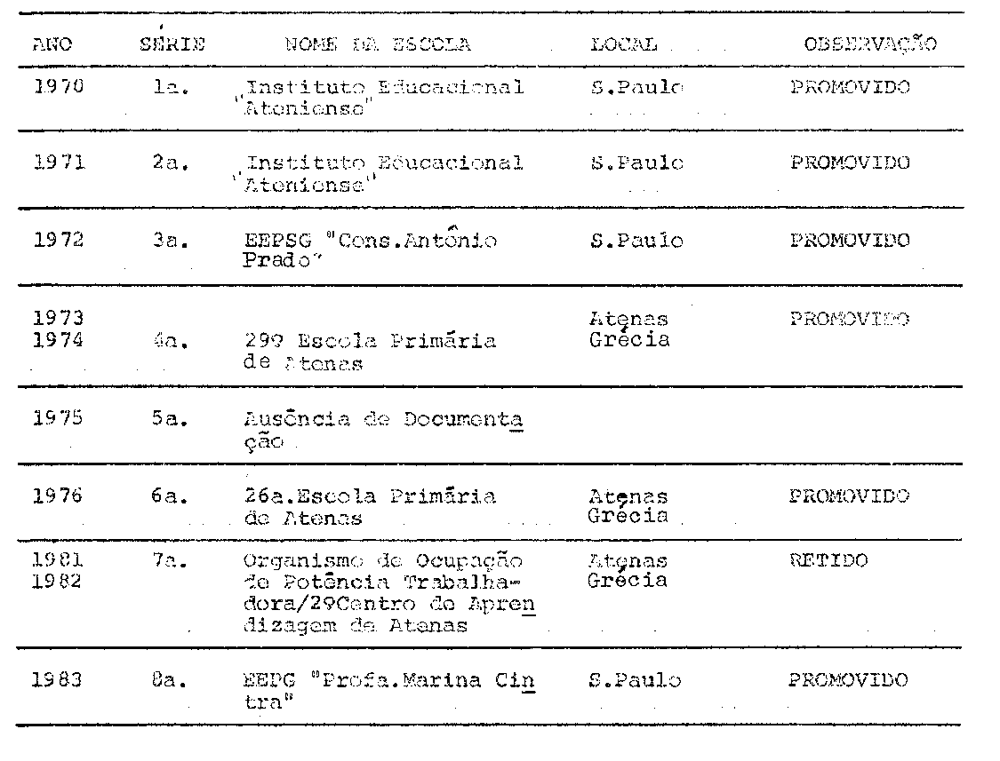 ANO SÉRIE NOME DA ESCOLA LOCAL OBSERVAÇÃO
1970 1a. Instituto Educacional S.Paulo PROMOVIDO
"Ateniense"
1971 2a. Instituto Educacional S.Paulo PROMOVIDO
"Ateniense"
1972 3a. EEPSG "Cons.Antônio S.Paulo PROMOVIDO
Prado"
1973 Atenas PROMOVIDO
1974 4a. 29º Escola Primária Grécia
de Atenas
1975 5a. Ausência de Documenta
ção
1976 6a. 26a.Escola Primária Atenas PROMOVIDO
de Atenas Grécia
1981 7a. Organismo de Ocupação Atenas RETIDO
1982 de Potência Trabalha- Grécia
dora/2ºCentro de Apren
dizagem de Atenas
1983 8a. EEPG "Profa.Marina Cin S.Paulo PROMOVIDO
tra"